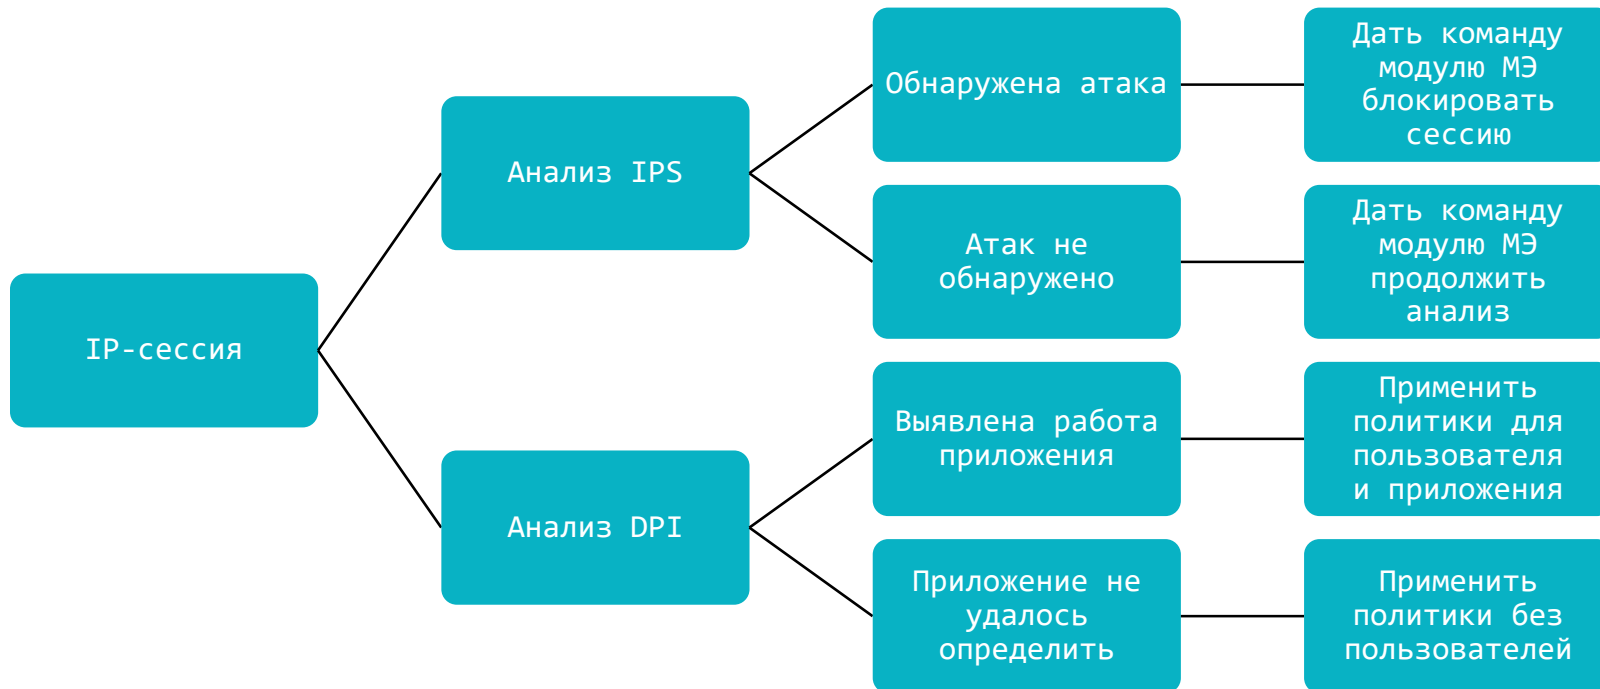 IP-сессия
Анализ IPS
Обнаружена атака
Дать команду
модулю МЭ
блокировать
сессию
Атак не
обнаружено
Дать команду
модулю МЭ
продолжить
анализ
Анализ DPI
Выявлена работа
приложения
Применить
политики для
пользователя
и приложения
Приложение не
удалось
определить
Применить
политики без
пользователей